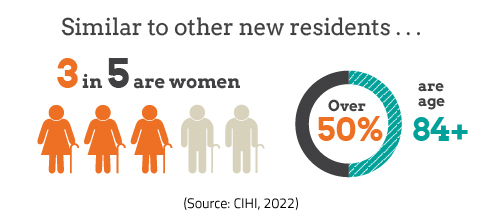 Similar to other new residents . . .
3 in 5 are women
Over
50%
are
age
84+
(Source: CIHI, 2022)